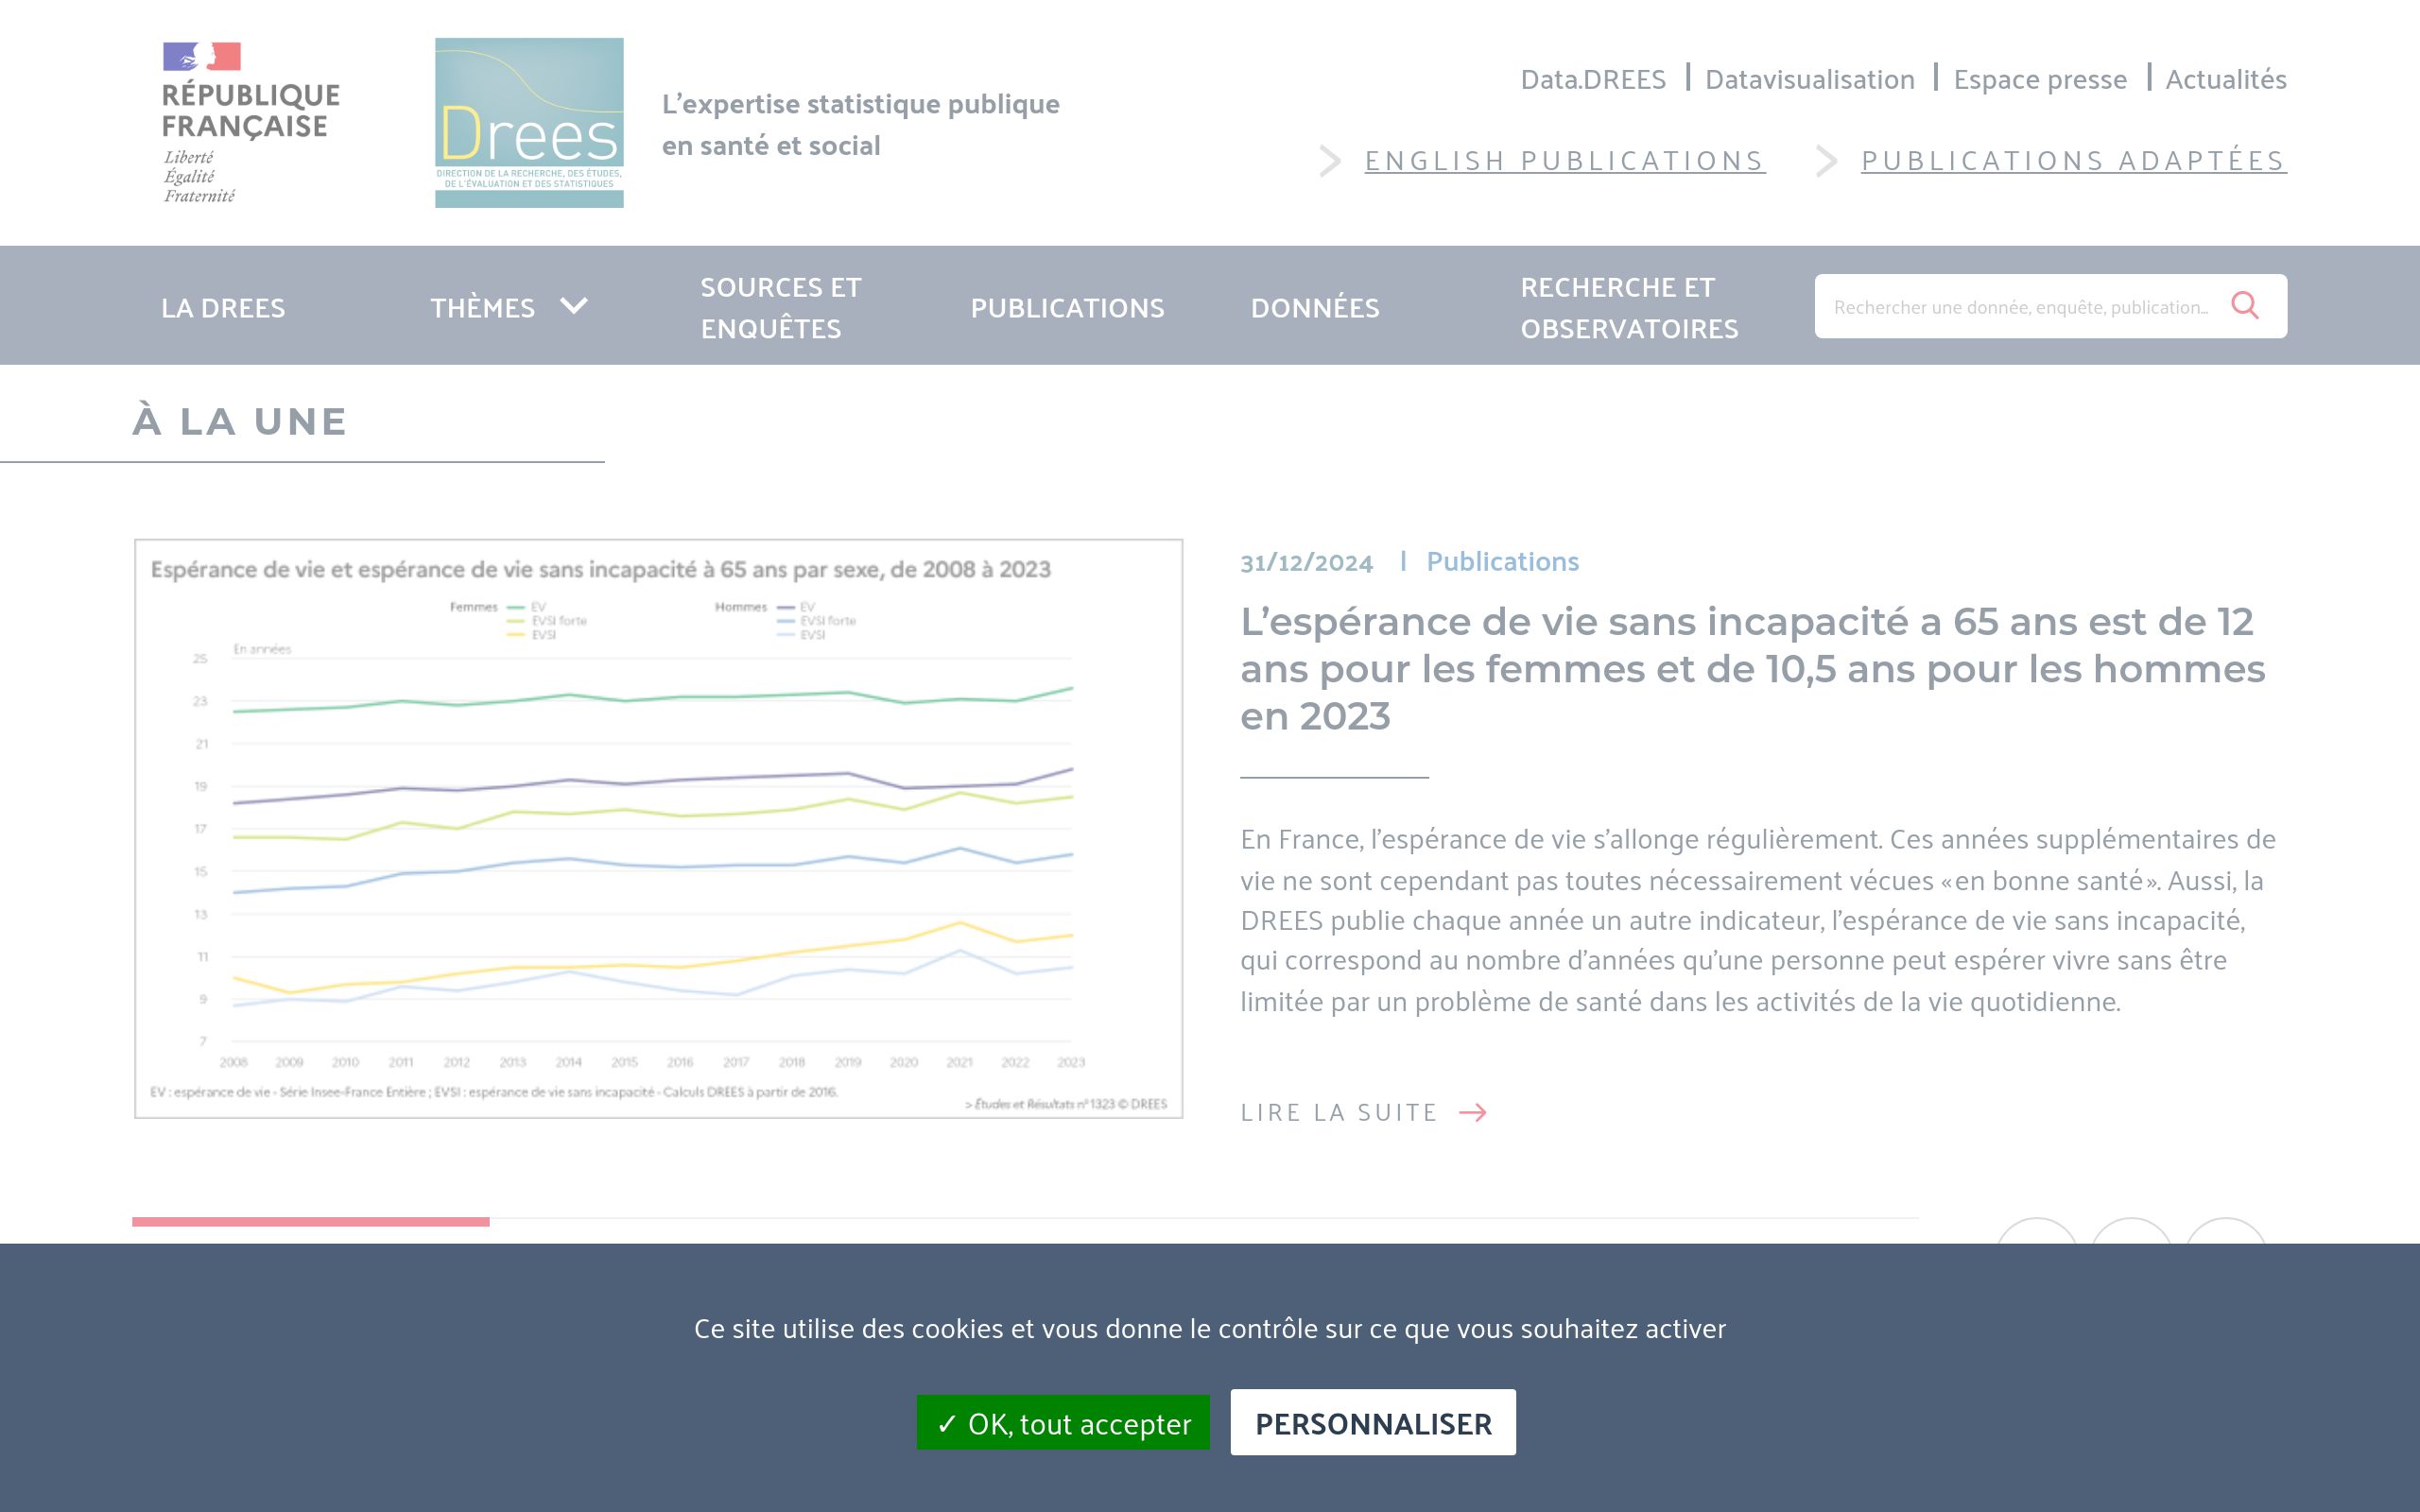 RÉPUBLIQUE
FRANÇAISE
Liberté
Égalité
Fraternité
Drees
DIRECTION DE LA RECHERCHE, DES ÉTUDES,
DE L'ÉVALUATION ET DES STATISTIQUES
L'expertise statistique publique
en santé et social
Data.DREES | Datavisualisation | Espace presse | Actualités
ENGLISH PUBLICATIONS PUBLICATIONS ADAPTÉES
LA DREES
THÈMES
SOURCES ET
ENQUÊTES
PUBLICATIONS
DONNÉES
RECHERCHE ET
OBSERVATOIRES
Rechercher une donnée, enquête, publication...
À LA UNE
Espérance de vie et espérance de vie sans incapacité à 65 ans par sexe, de 2008 à 2023
Femmes EV Hommes EV
EVSI forte EVSI forte
EVSI EVSI
En années
25
23
21
19
17
15
13
11
9
7
2008 2009 2010 2011 2012 2013 2014 2015 2016 2017 2018 2019 2020 2021 2022 2023
EV : espérance de vie - Série Insee-France Entière ; EVSI : espérance de vie sans incapacité - Calculs DREES à partir de 2016.
> Études et Résultats n°1323 © DREES
31/12/2024 | Publications
L'espérance de vie sans incapacité a 65 ans est de 12
ans pour les femmes et de 10,5 ans pour les hommes
en 2023
En France, l'espérance de vie s'allonge régulièrement. Ces années supplémentaires de
vie ne sont cependant pas toutes nécessairement vécues « en bonne santé ». Aussi, la
DREES publie chaque année un autre indicateur, l'espérance de vie sans incapacité,
qui correspond au nombre d'années qu'une personne peut espérer vivre sans être
limitée par un problème de santé dans les activités de la vie quotidienne.
LIRE LA SUITE
Ce site utilise des cookies et vous donne le contrôle sur ce que vous souhaitez activer
✓ OK, tout accepter PERSONNALISER